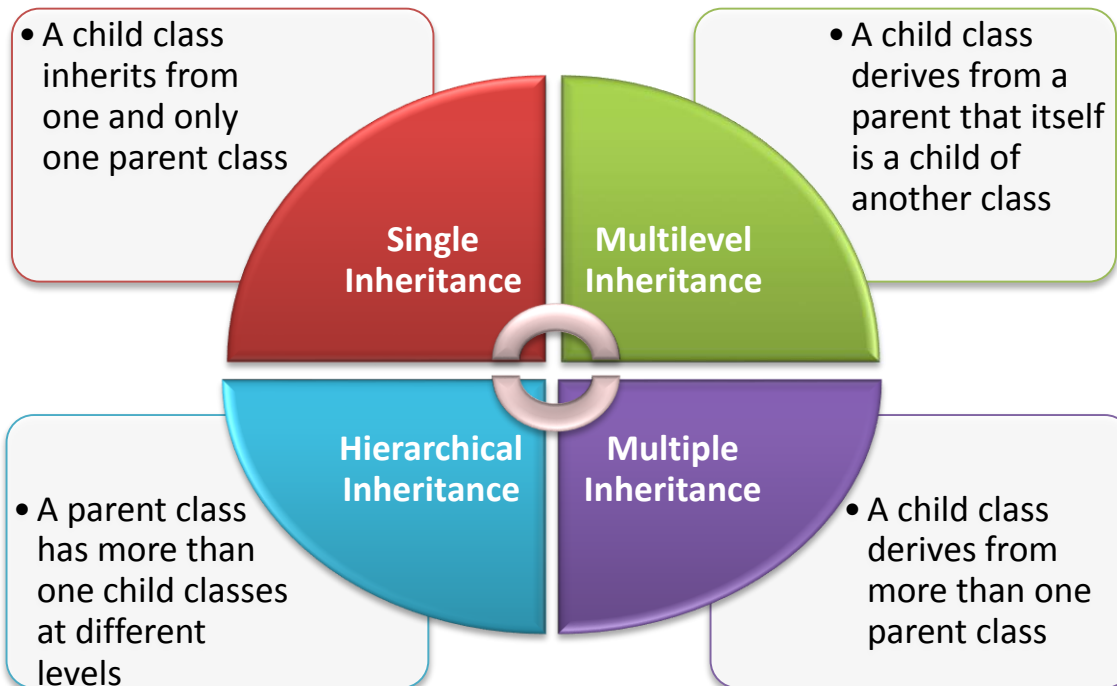 • A child class
inherits from
one and only
one parent class
• A child class
derives from a
parent that itself
is a child of
another class
Single
Inheritance
Multilevel
Inheritance
Hierarchical
Inheritance
Multiple
Inheritance
• A parent class
has more than
one child classes
at different
levels
• A child class
derives from
more than one
parent class